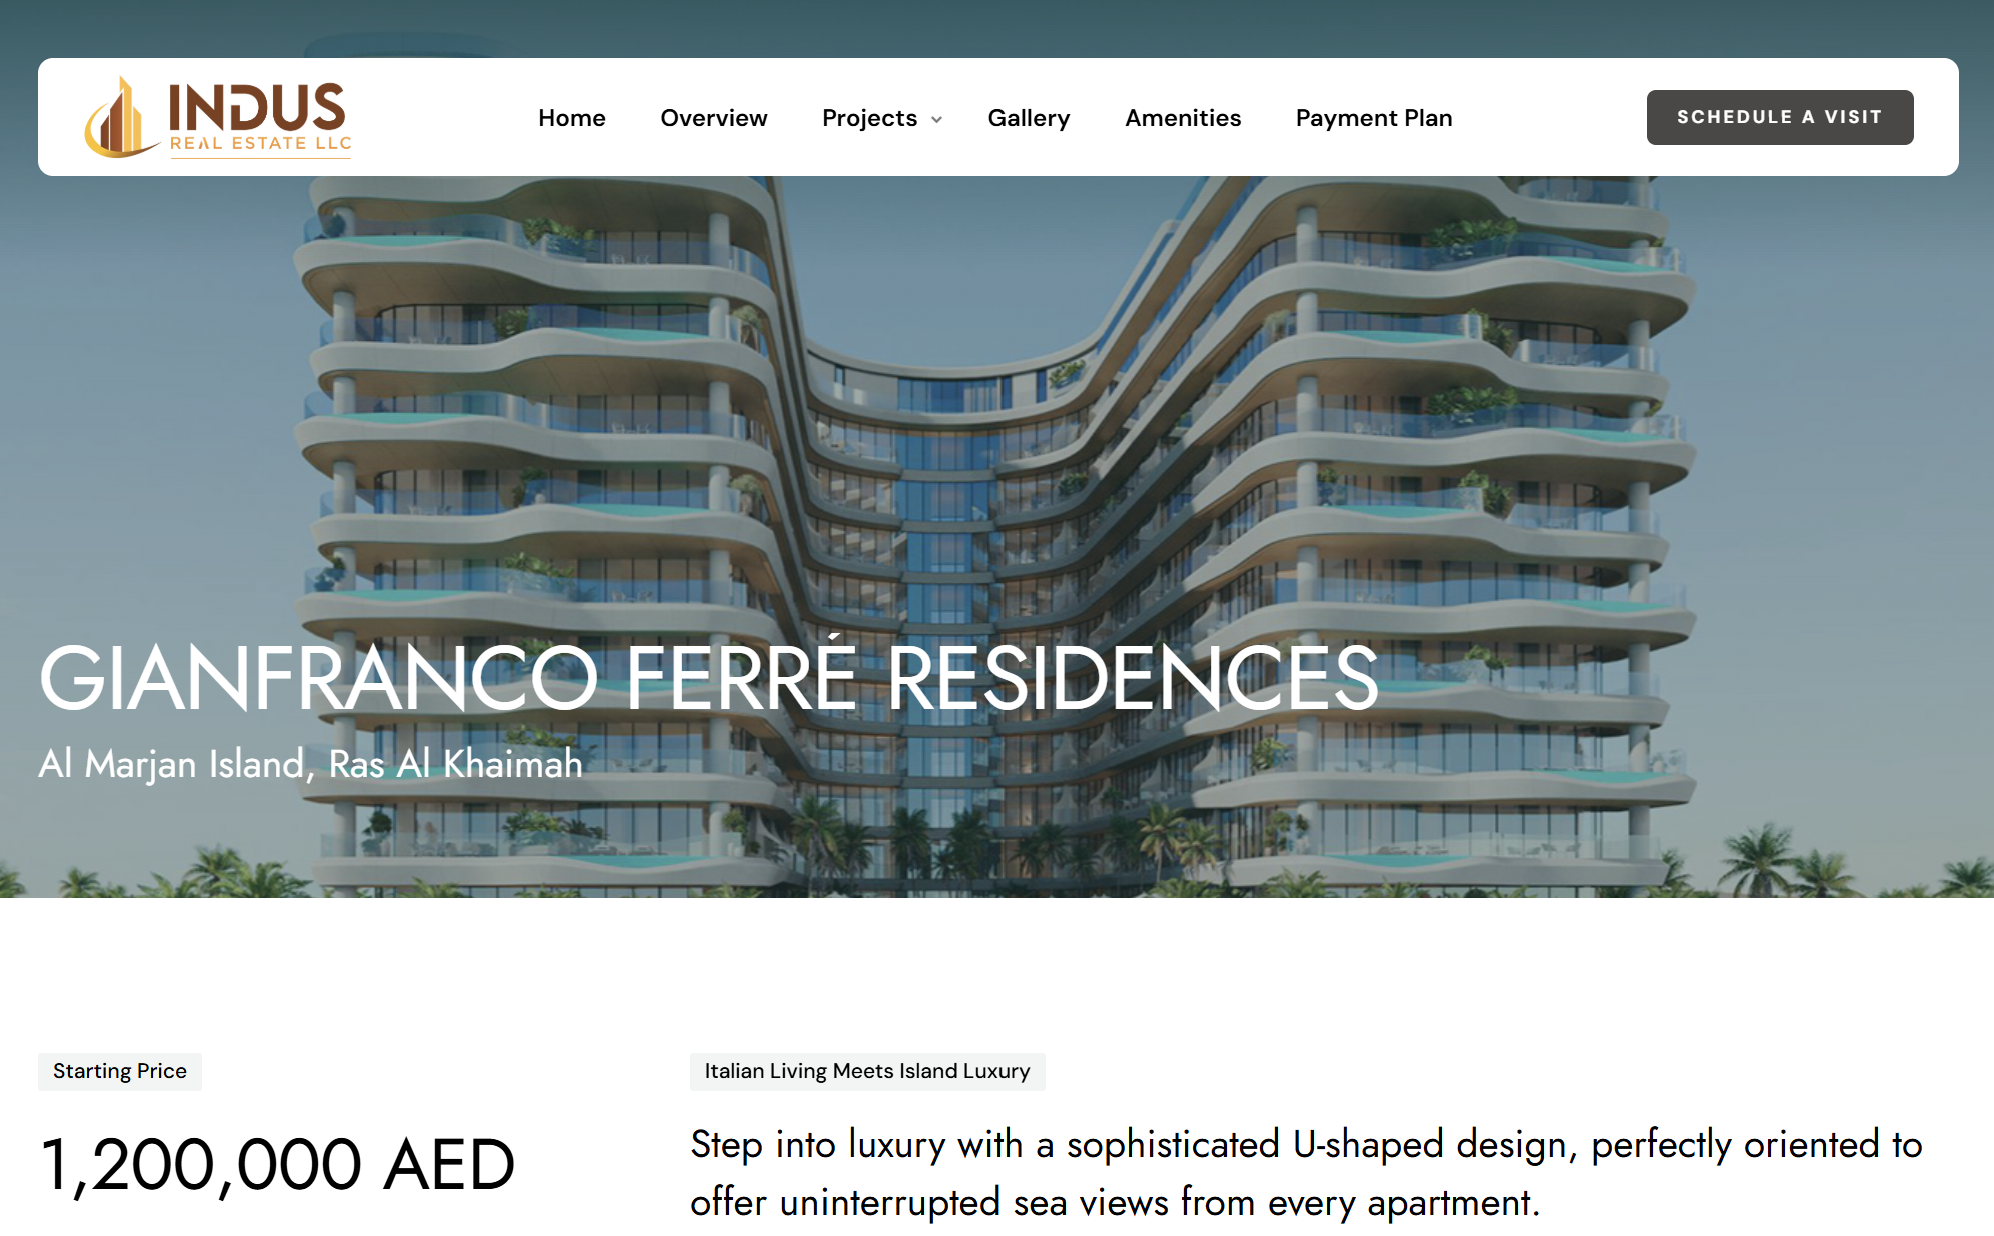 INDUS
REAL ESTATE LLC
Home
Overview
Projects
Gallery
Amenities
Payment Plan
SCHEDULE A VISIT
GIANFRANCO FERRÉ RESIDENCES
Al Marjan Island, Ras Al Khaimah
Starting Price
1,200,000 AED
Italian Living Meets Island Luxury
Step into luxury with a sophisticated U-shaped design, perfectly oriented to
offer uninterrupted sea views from every apartment.